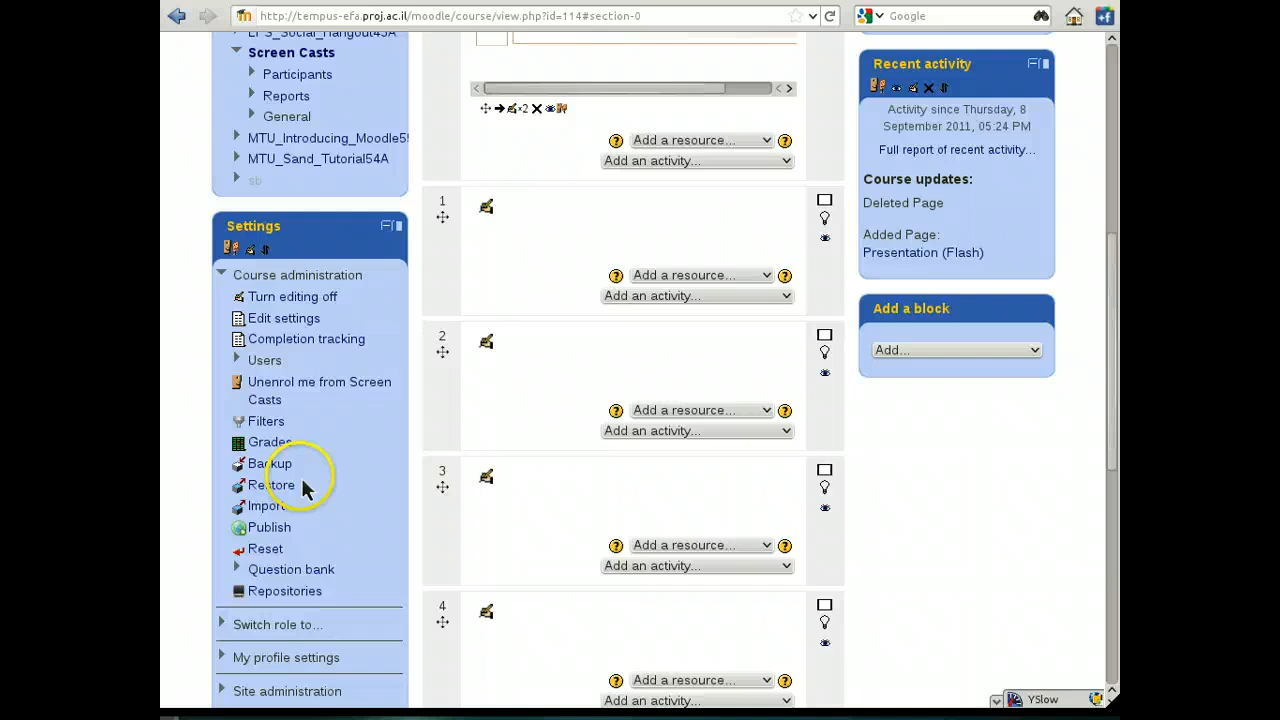 http://tempus-efa.proj.ac.il/moodle/course/view.php?id=114#section-0
Google
EFS_Social_Hangout43A
Screen Casts
Participants
Reports
General
MTU_Introducing_Moodle5
MTU_Sand_Tutorial54A
sb
Settings
Course administration
Turn editing off
Edit settings
Completion tracking
Users
Unenrol me from Screen
Casts
Filters
Grades
Backup
Restore
Import
Publish
Reset
Question bank
Repositories
Switch role to...
My profile settings
Site administration
×2
Add a resource...
Add an activity...
1
Add a resource...
Add an activity...
2
Add a resource...
Add an activity...
3
Add a resource...
Add an activity...
4
Add a resource...
Add an activity...
Recent activity
Activity since Thursday, 8
September 2011, 05:24 PM
Full report of recent activity...
Course updates:
Deleted Page
Added Page:
Presentation (Flash)
Add a block
Add...
YSlow